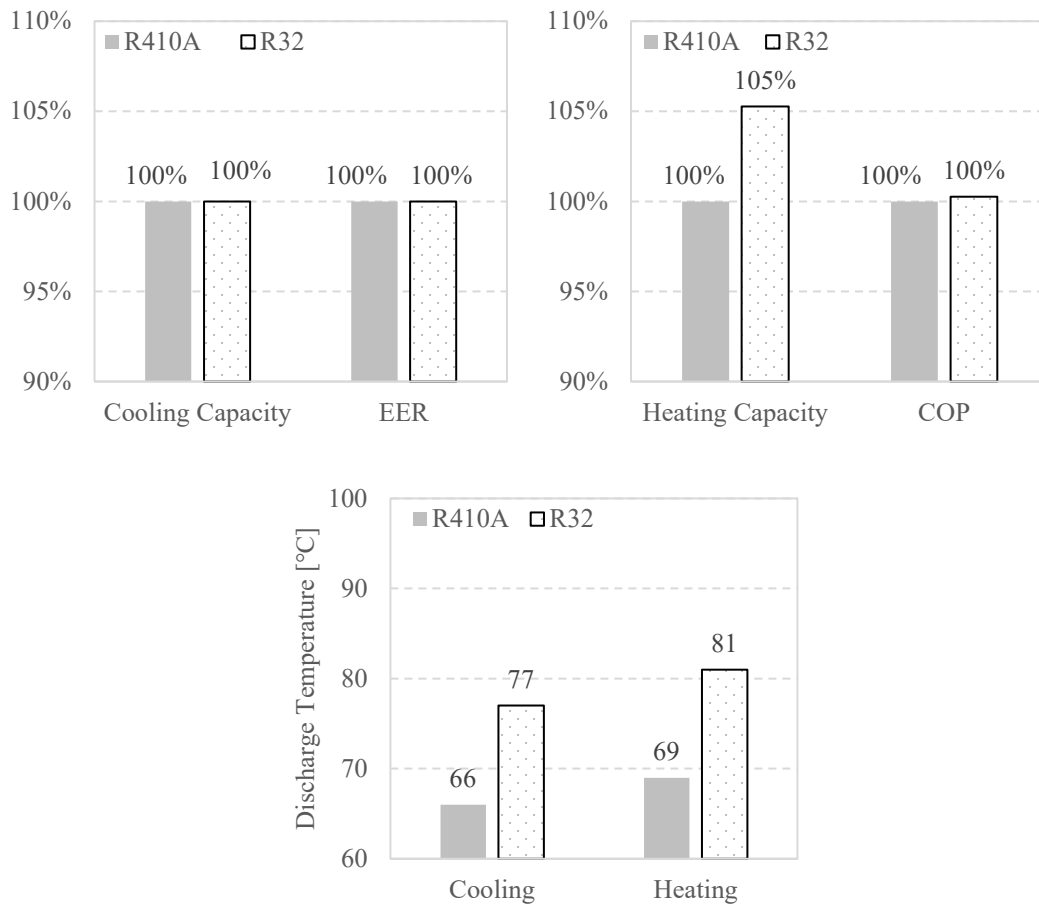 110%
105%
100%
95%
90%
R410A R32
100% 100% 100% 100%
Cooling Capacity EER
110%
105%
100%
95%
90%
R410A R32
100% 105% 100% 100%
Heating Capacity COP
Discharge Temperature [℃]
100
90
80
70
60
R410A R32
66 77 69 81
Cooling Heating